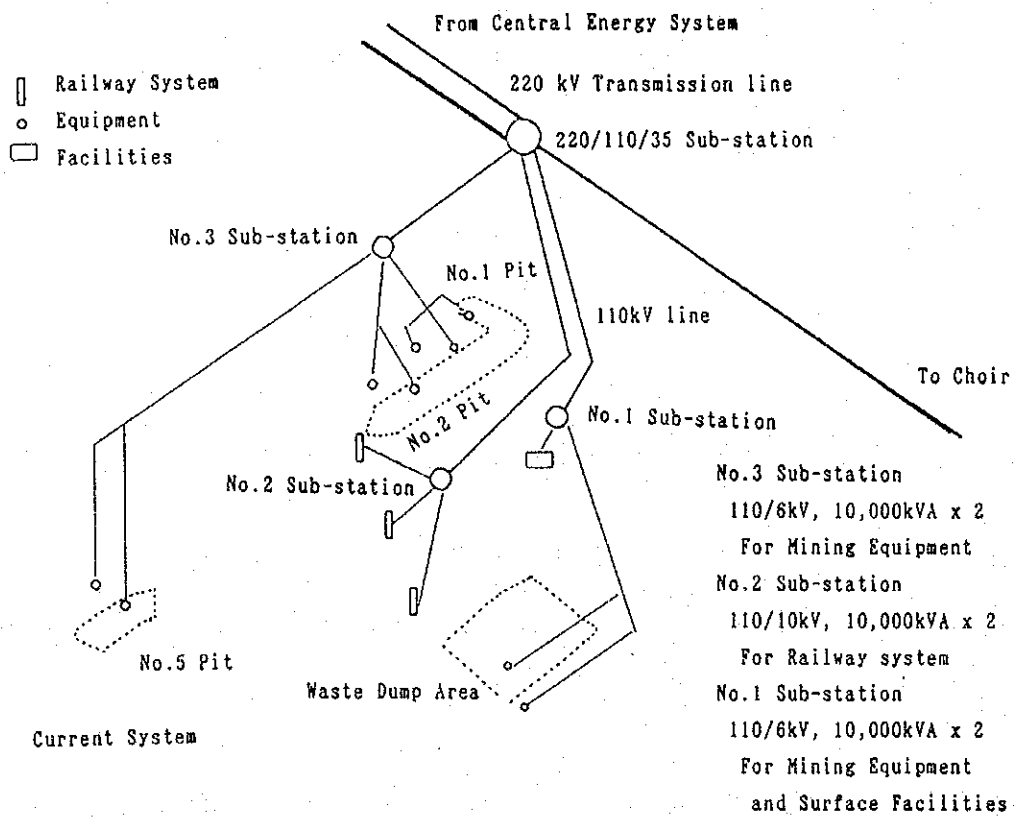 From Central Energy System
Railway System
220 kV Transmission line
Equipment
220/110/35 Sub-station
Facilities
No.3 Sub-station
No.1 Pit
110kV line
To Choir
No.2 Pit
No.1 Sub-station
No.2 Sub-station
No.3 Sub-station
110/6kV, 10,000kVA x 2
For Mining Equipment
No.2 Sub-station
110/10kV, 10,000kVA x 2
For Railway system
No.1 Sub-station
110/6kV, 10,000kVA x 2
For Mining Equipment
and Surface Facilities
No.5 Pit
Waste Dump Area
Current System